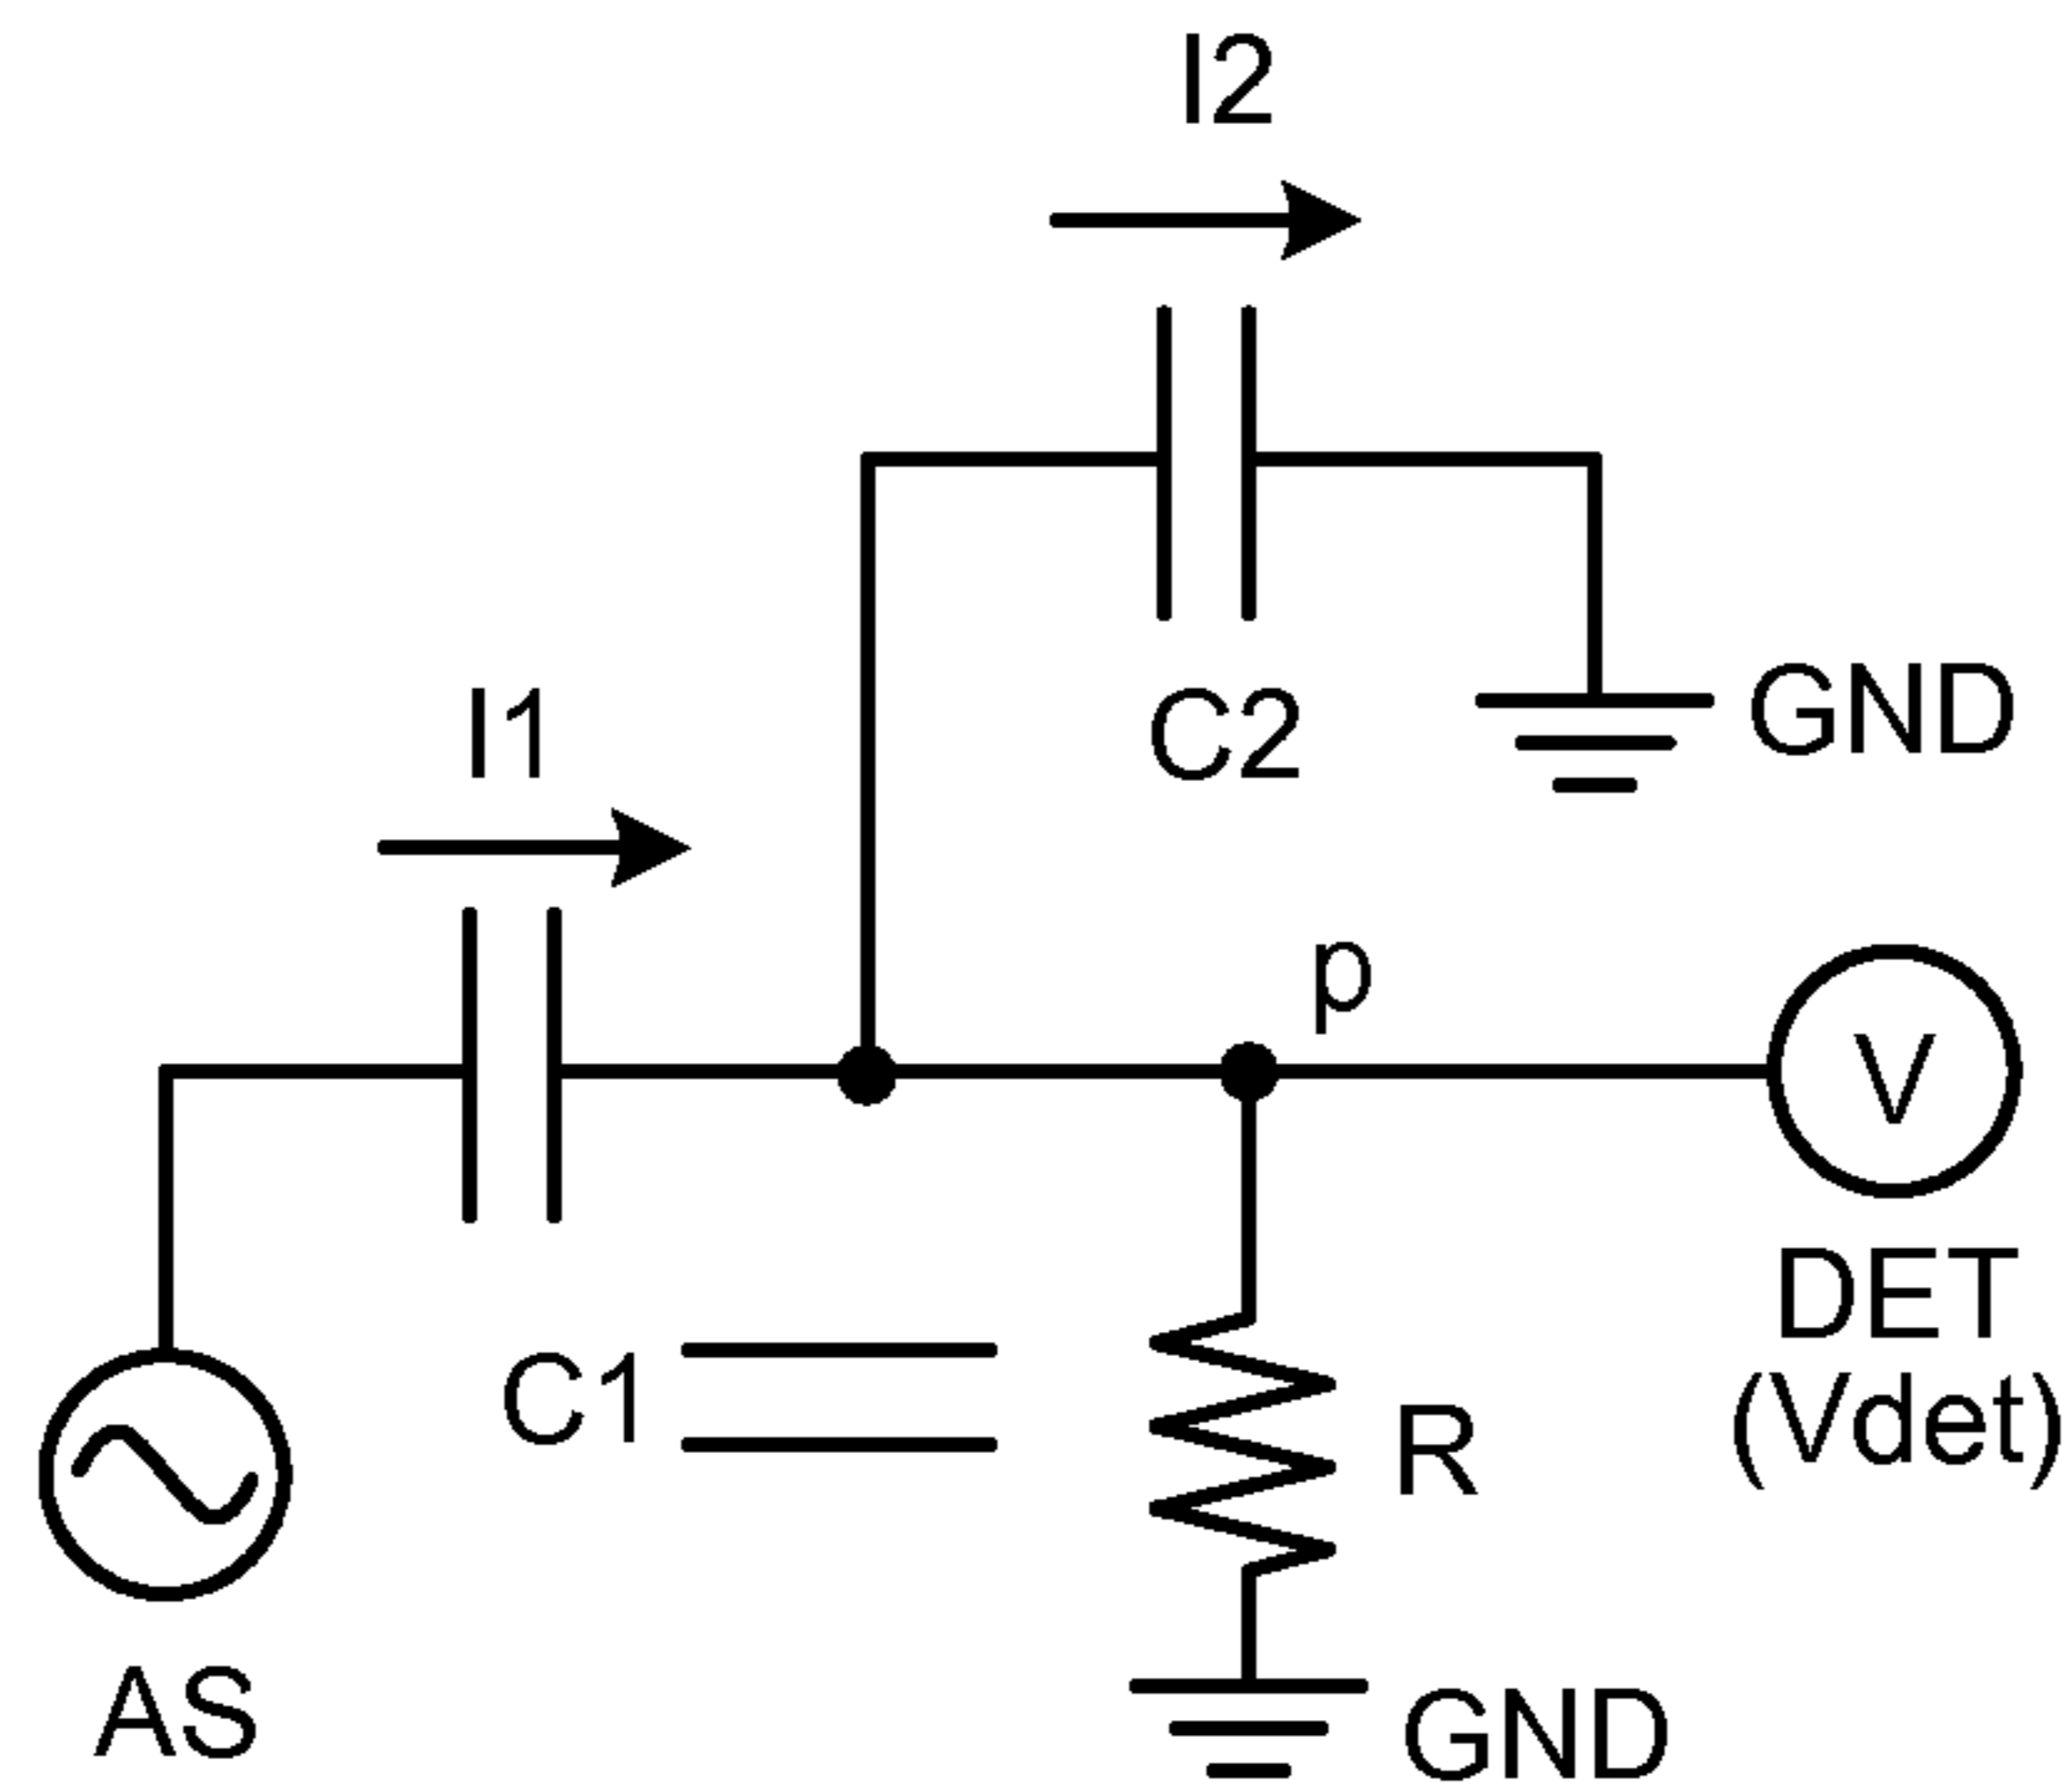 I2
I1
C2
GND
p
V
C1
DET
(Vdet)
R
AS
GND